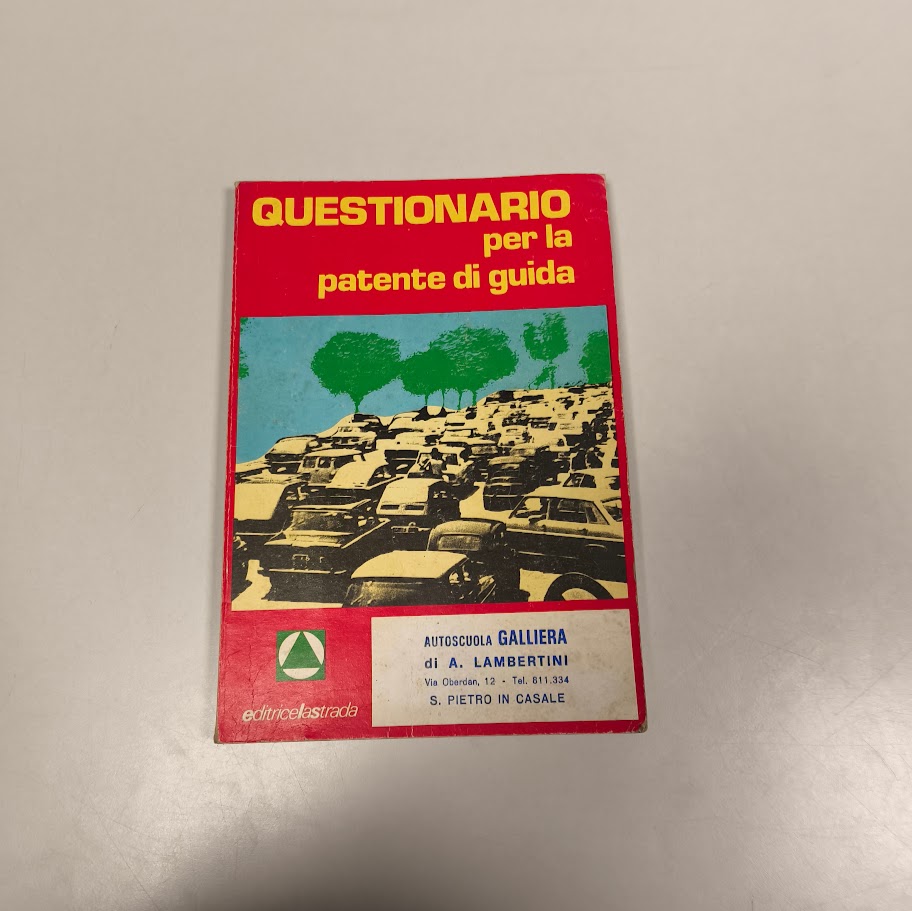 QUESTIONARIO
per la
patente di guida
AUTOSCUOLA GALLIERA
di A. LAMBERTINI
Via Oberdan, 12 - Tel. 811.334
S. PIETRO IN CASALE
editricelastrada